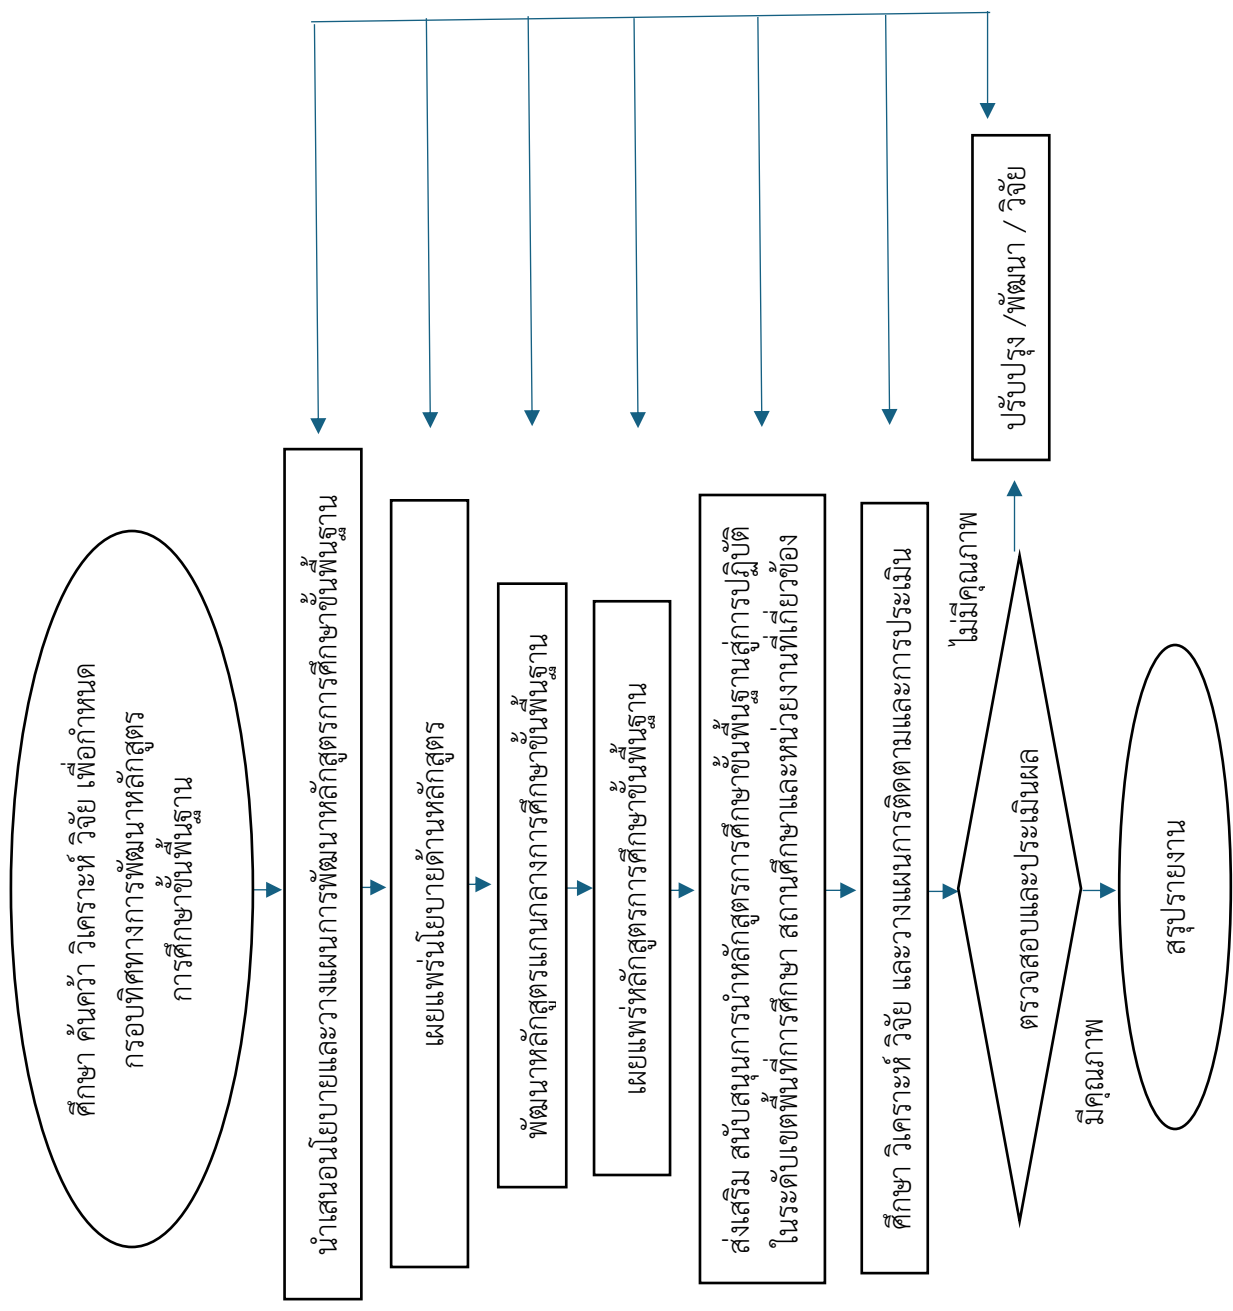 ศึกษา ค้นคว้า วิเคราะห์ วิจัย เพื่อกำหนด
กรอบทิศทางการพัฒนาหลักสูตร
การศึกษาขั้นพื้นฐาน
นำเสนอนโยบายและวางแผนการพัฒนาหลักสูตรการศึกษาขั้นพื้นฐาน
เผยแพร่นโยบายด้านหลักสูตร
พัฒนาหลักสูตรแกนกลางการศึกษาขั้นพื้นฐาน
เผยแพร่หลักสูตรการศึกษาขั้นพื้นฐาน
ส่งเสริม สนับสนุนการนำหลักสูตรการศึกษาขั้นพื้นฐานสู่การปฏิบัติ
ในระดับเขตพื้นที่การศึกษา สถานศึกษาและหน่วยงานที่เกี่ยวข้อง
ศึกษา วิเคราะห์ วิจัย และวางแผนการติดตามและการประเมิน
ตรวจสอบและประเมินผล
ไม่มีคุณภาพ
ปรับปรุง /พัฒนา / วิจัย
มีคุณภาพ
สรุปรายงาน